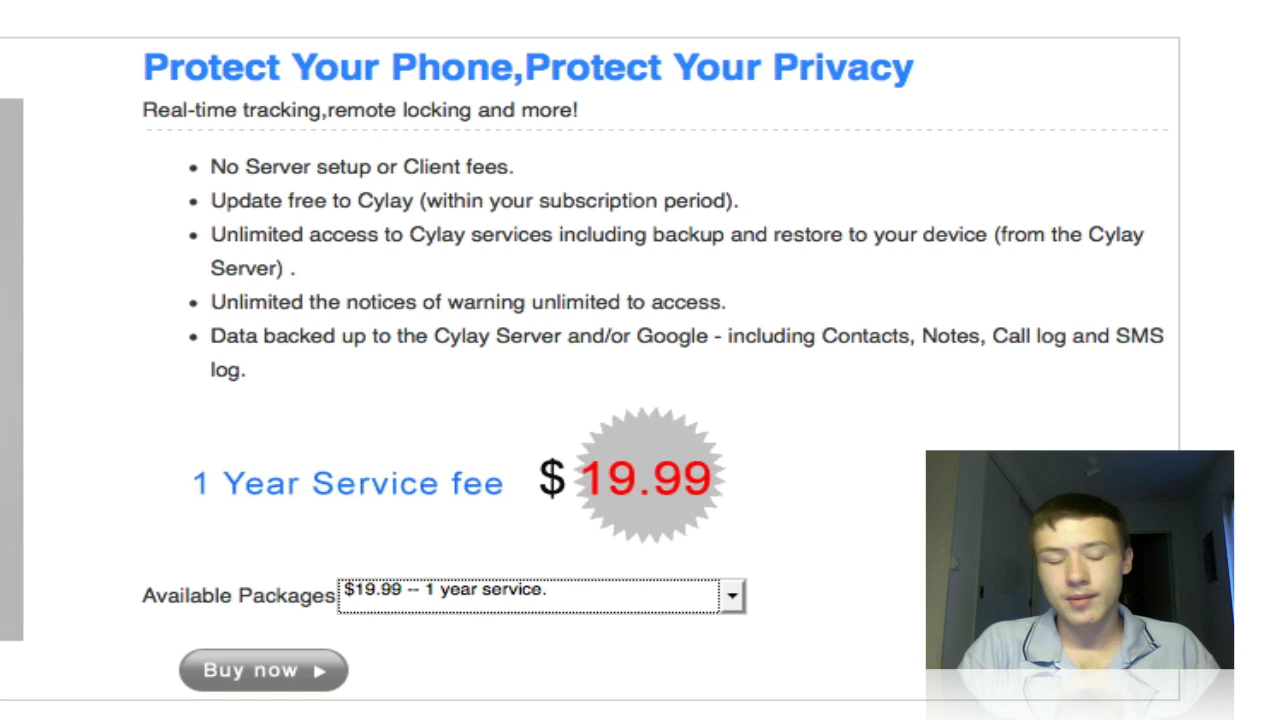 Protect Your Phone,Protect Your Privacy
Real-time tracking,remote locking and more!
• No Server setup or Client fees.
• Update free to Cylay (within your subscription period).
• Unlimited access to Cylay services including backup and restore to your device (from the Cylay
Server) .
• Unlimited the notices of warning unlimited to access.
• Data backed up to the Cylay Server and/or Google - including Contacts, Notes, Call log and SMS
log.
1 Year Service fee $ 19.99
Available Packages $19.99 -- 1 year service.
Buy now